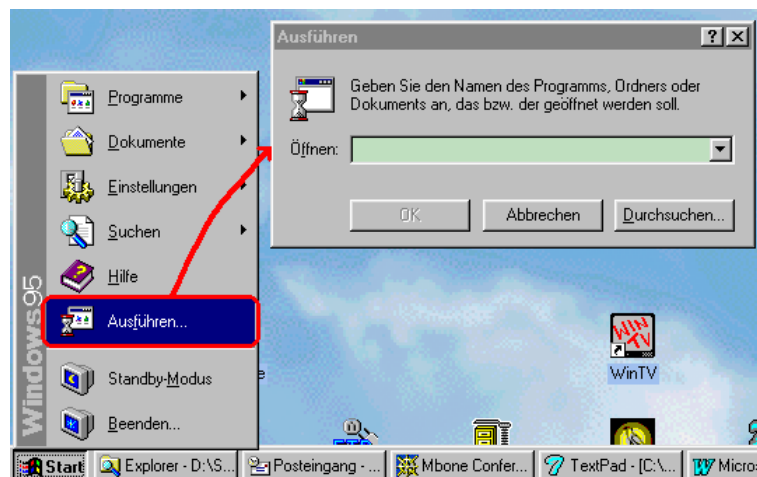 Ausführen
Geben Sie den Namen des Programms, Ordners oder
Dokuments an, das bzw. der geöffnet werden soll.
Öffnen:
OK
Abbrechen
Durchsuchen...
Programme
Dokumente
Einstellungen
Suchen
Hilfe
Ausführen...
Standby-Modus
Beenden...
Windows95
WinTV
WIN
TV
Start
Explorer - D:\S...
Posteingang - ...
Mbone Confer...
TextPad - [C:\...